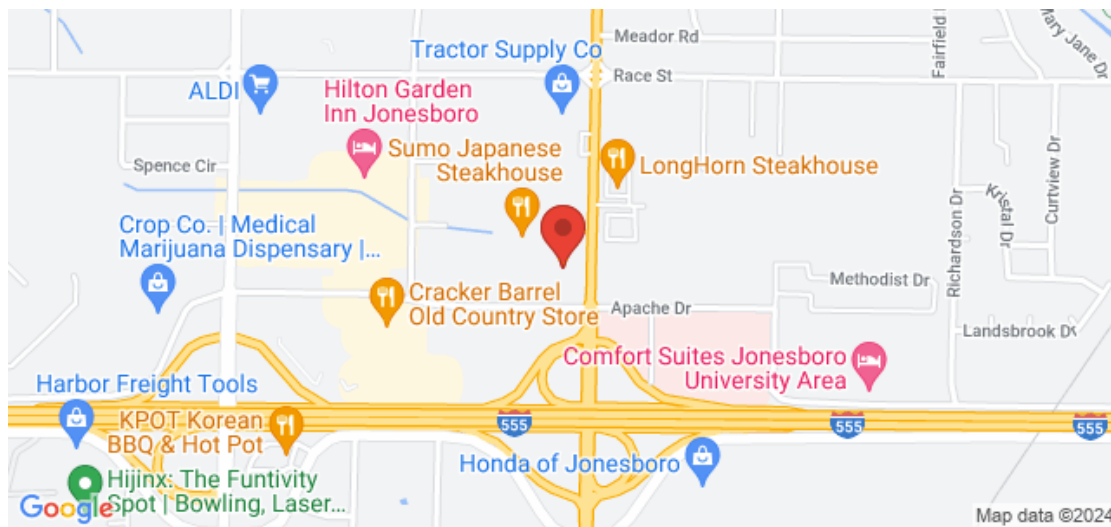 Meador Rd
Tractor Supply Co
Race St
Fairfield
Mary Jane Dr
ALDI
Hilton Garden
Inn Jonesboro
Spence Cir
Sumo Japanese
Steakhouse
LongHorn Steakhouse
Curtview Dr
Kristal Dr
Richardson Dr
Crop Co. | Medical
Marijuana Dispensary |...
Methodist Dr
Cracker Barrel
Old Country Store
Apache Dr
Landsbrook D
Comfort Suites Jonesboro
University Area
Harbor Freight Tools
KPOT Korean
BBQ & Hot Pot
555
555
555
Honda of Jonesboro
Hijinx: The Funtivity
Spot | Bowling, Laser...
Google
Map data ©2024